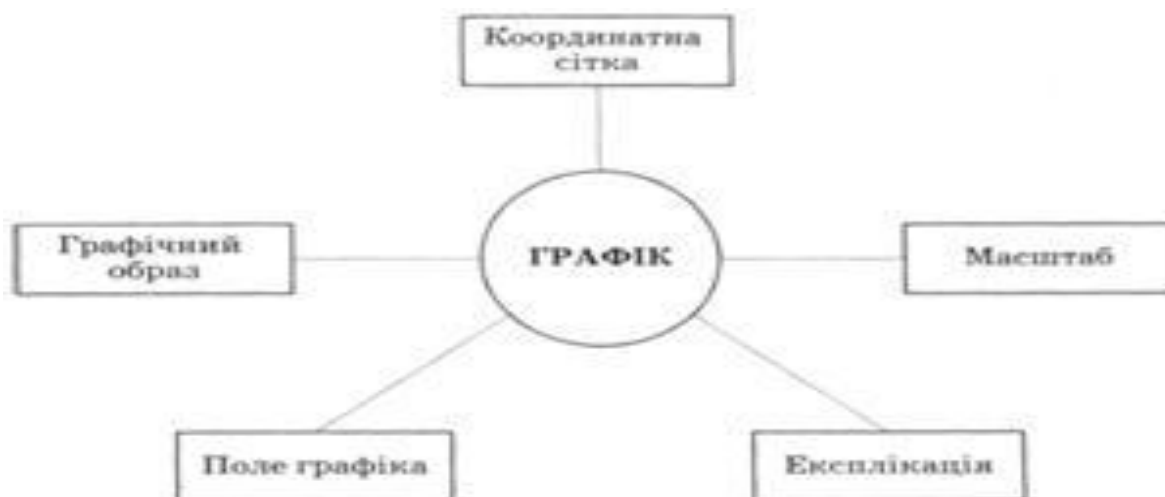 Координатна
сітка
Графічний
образ
ГРАФІК
Масштаб
Поле графіка
Експлікація